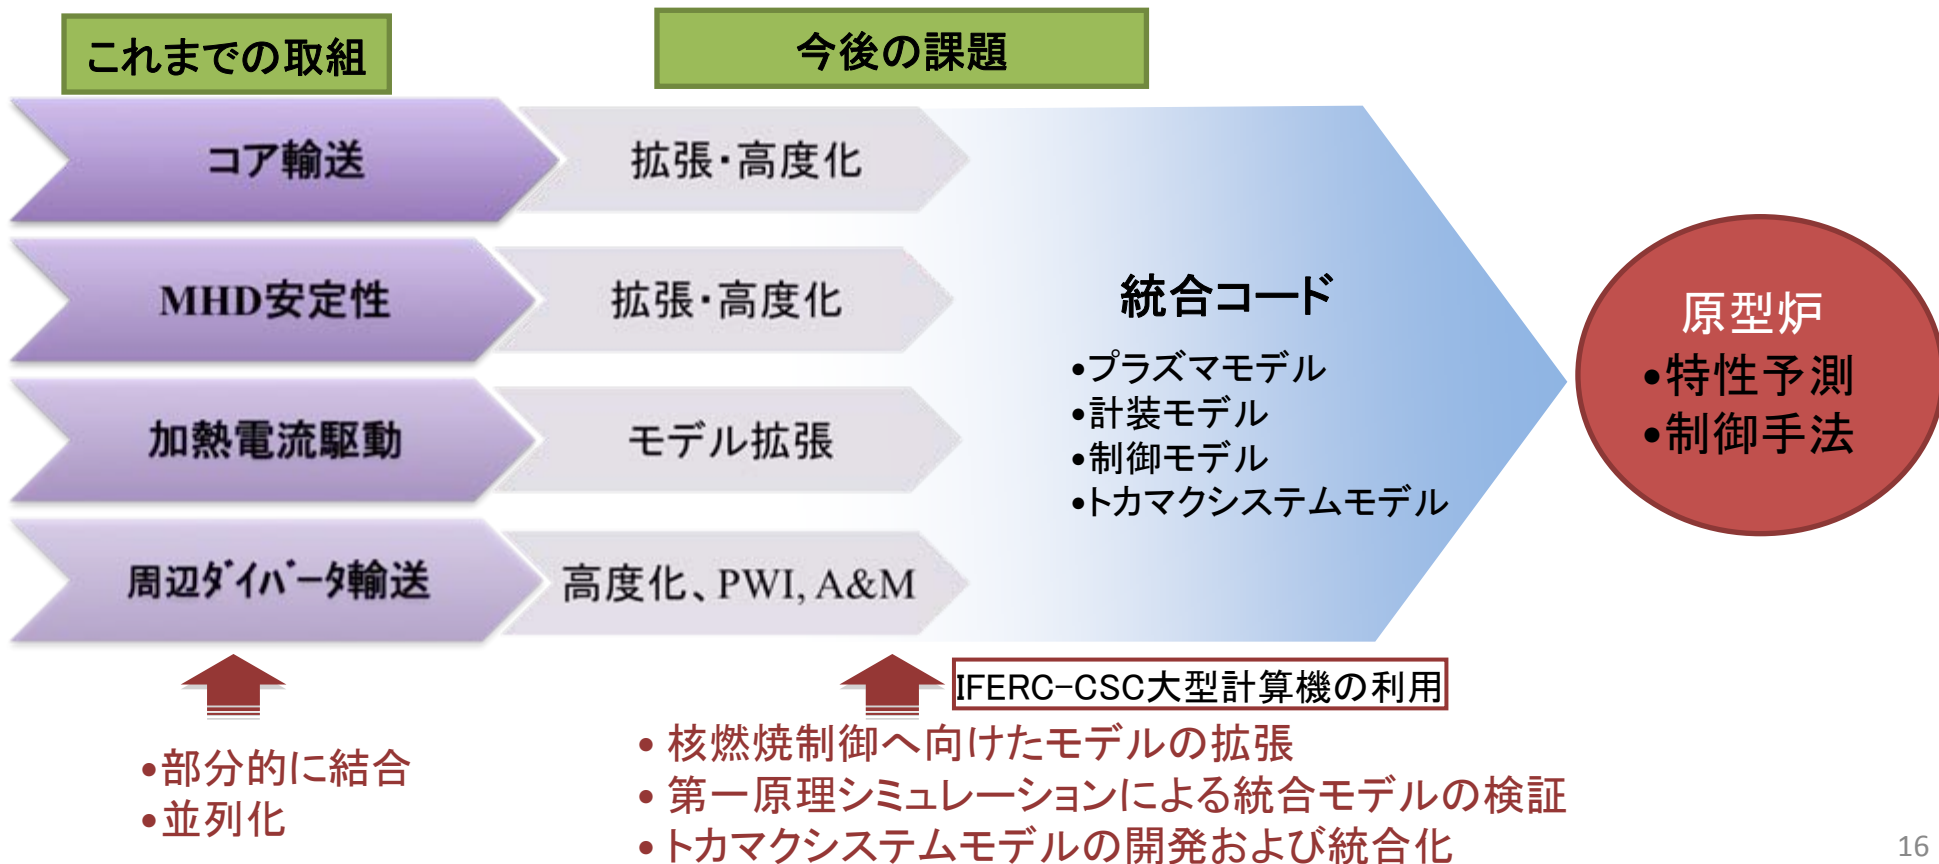 これまでの取組
今後の課題
コア輸送
拡張・高度化
MHD安定性
拡張・高度化
加熱電流駆動
モデル拡張
周辺ダイバータ輸送
高度化、PWI, A&M
統合コード
•プラズマモデル
•計装モデル
•制御モデル
•トカマクシステムモデル
原型炉
•特性予測
•制御手法
IFERC-CSC大型計算機の利用
•部分的に結合
•並列化
• 核燃焼制御へ向けたモデルの拡張
• 第一原理シミュレーションによる統合モデルの検証
• トカマクシステムモデルの開発および統合化
16